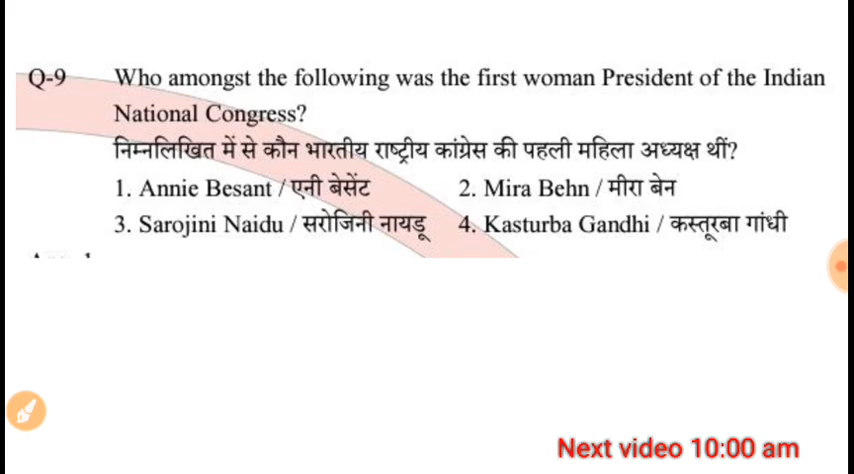 Q-9 Who amongst the following was the first woman President of the Indian
National Congress?
निम्नलिखित में से कौन भारतीय राष्ट्रीय कांग्रेस की पहली महिला अध्यक्ष थीं?
1. Annie Besant / एनी बेसेंट 2. Mira Behn / मीरा बेन
3. Sarojini Naidu / सरोजिनी नायडू 4. Kasturba Gandhi / कस्तूरबा गांधी
Next video 10:00 am